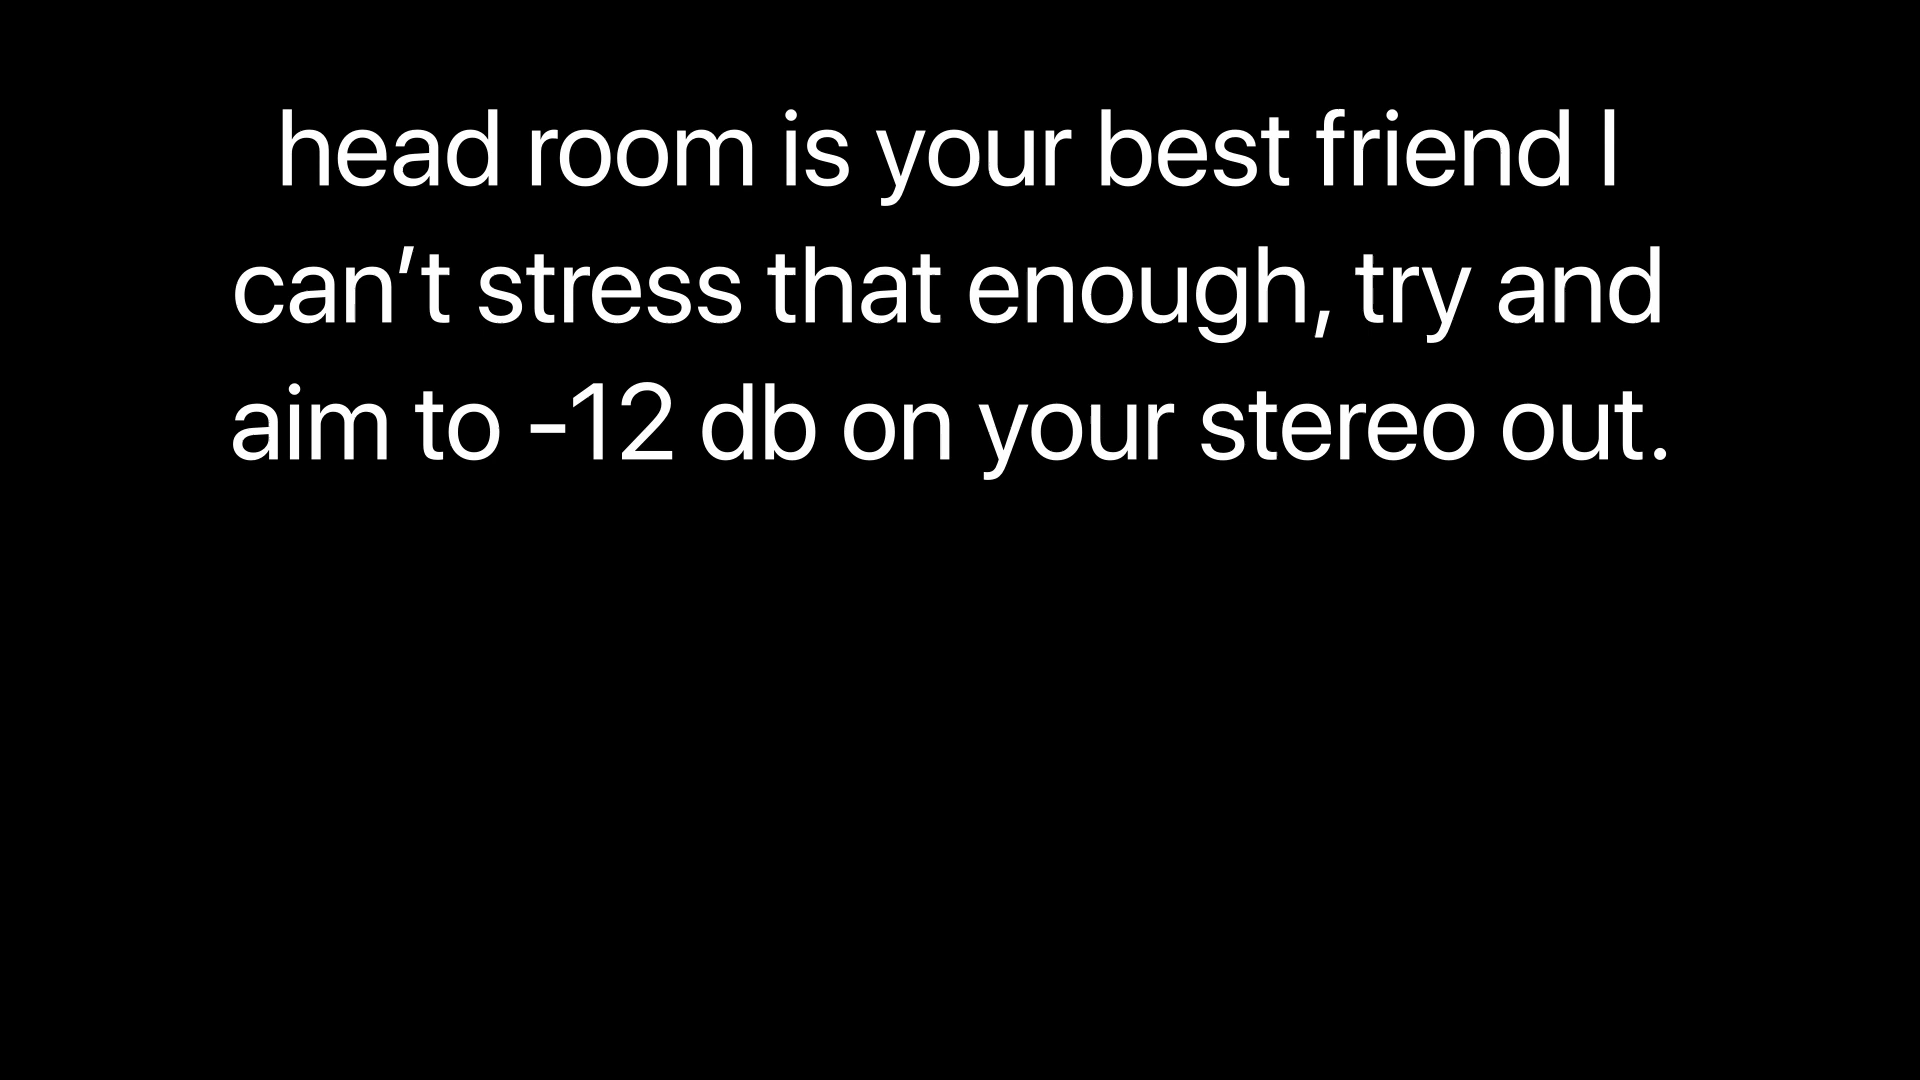 head room is your best friend I
can’t stress that enough, try and
aim to -12 db on your stereo out.